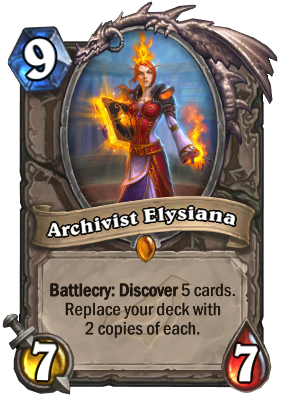 9
Archivist Elysiana
Battlecry: Discover 5 cards.
Replace your deck with
2 copies of each.
7
7